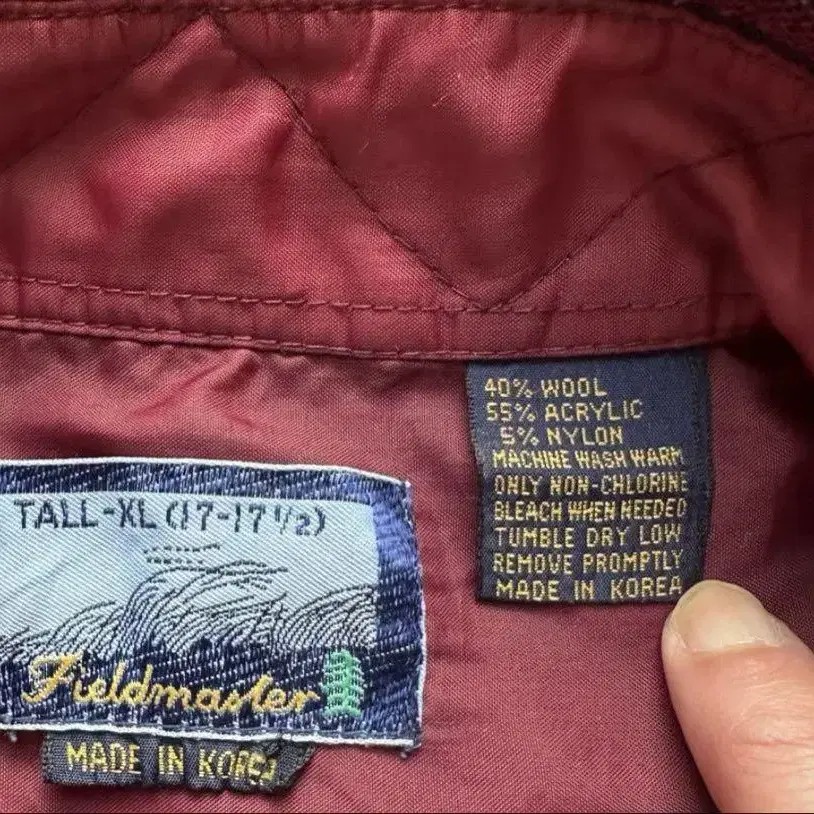 TALL-XL (17-17 1/2)
Fieldmaster
MADE IN KOREA
40% WOOL
55% ACRYLIC
5% NYLON
MACHINE WASH WARM
ONLY NON-CHLORINE
BLEACH WHEN NEEDED
TUMBLE DRY LOW
REMOVE PROMPTLY
MADE IN KOREA